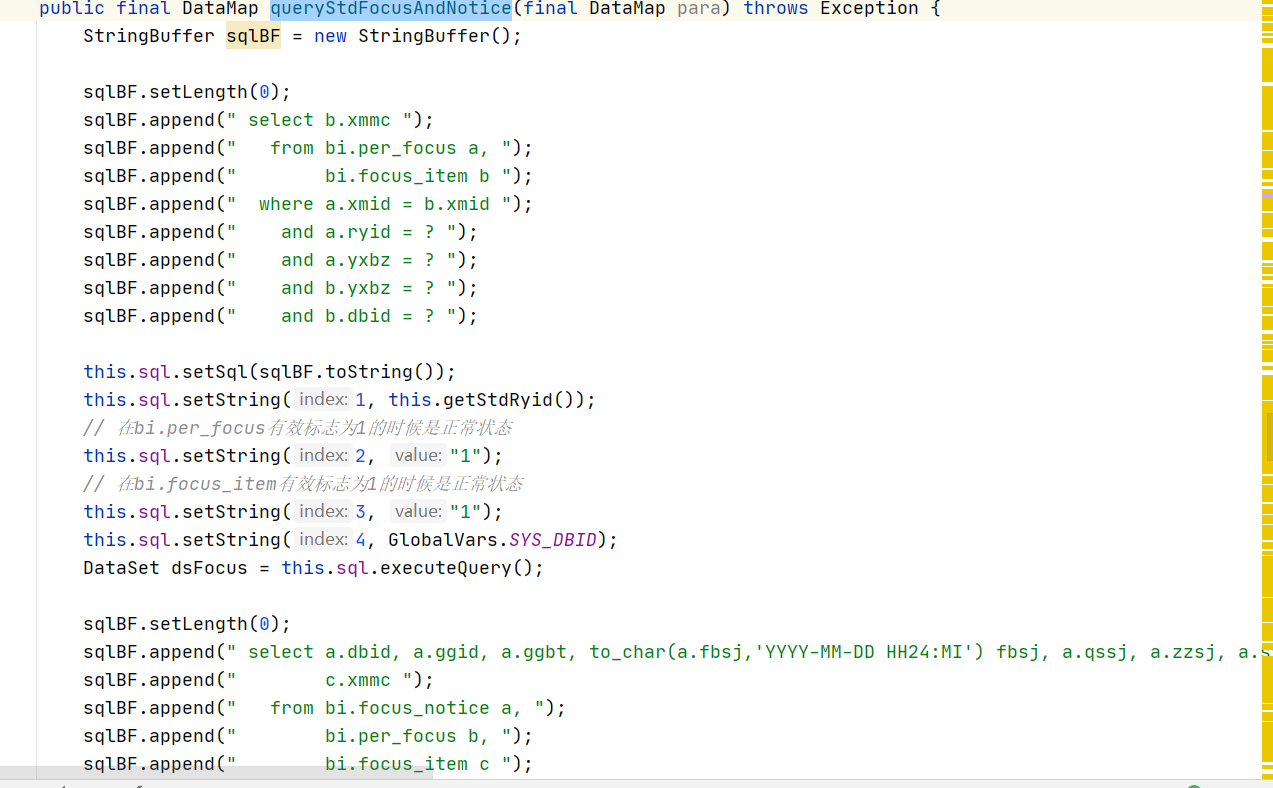 public final DataMap queryStdFocusAndNotice(final DataMap para) throws Exception {
StringBuffer sqlBF = new StringBuffer();
sqlBF.setLength(0);
sqlBF.append(" select b.xmmc ");
sqlBF.append("   from bi.per_focus a, ");
sqlBF.append("        bi.focus_item b ");
sqlBF.append("  where a.xmid = b.xmid ");
sqlBF.append("    and a.ryid = ? ");
sqlBF.append("    and a.yxbz = ? ");
sqlBF.append("    and b.yxbz = ? ");
sqlBF.append("    and b.dbid = ? ");
this.sql.setSql(sqlBF.toString());
this.sql.setString( index: 1, this.getStdRyid());
// 在bi.per_focus有效标志为1的时候是正常状态
this.sql.setString( index: 2, value: "1");
// 在bi.focus_item有效标志为1的时候是正常状态
this.sql.setString( index: 3, value: "1");
this.sql.setString( index: 4, GlobalVars.SYS_DBID);
DataSet dsFocus = this.sql.executeQuery();
sqlBF.setLength(0);
sqlBF.append(" select a.dbid, a.ggid, a.ggbt, to_char(a.fbsj,'YYYY-MM-DD HH24:MI') fbsj, a.qssj, a.zzsj, a.s
sqlBF.append("        c.xmmc ");
sqlBF.append("   from bi.focus_notice a, ");
sqlBF.append("        bi.per_focus b, ");
sqlBF.append("        bi.focus_item c ");